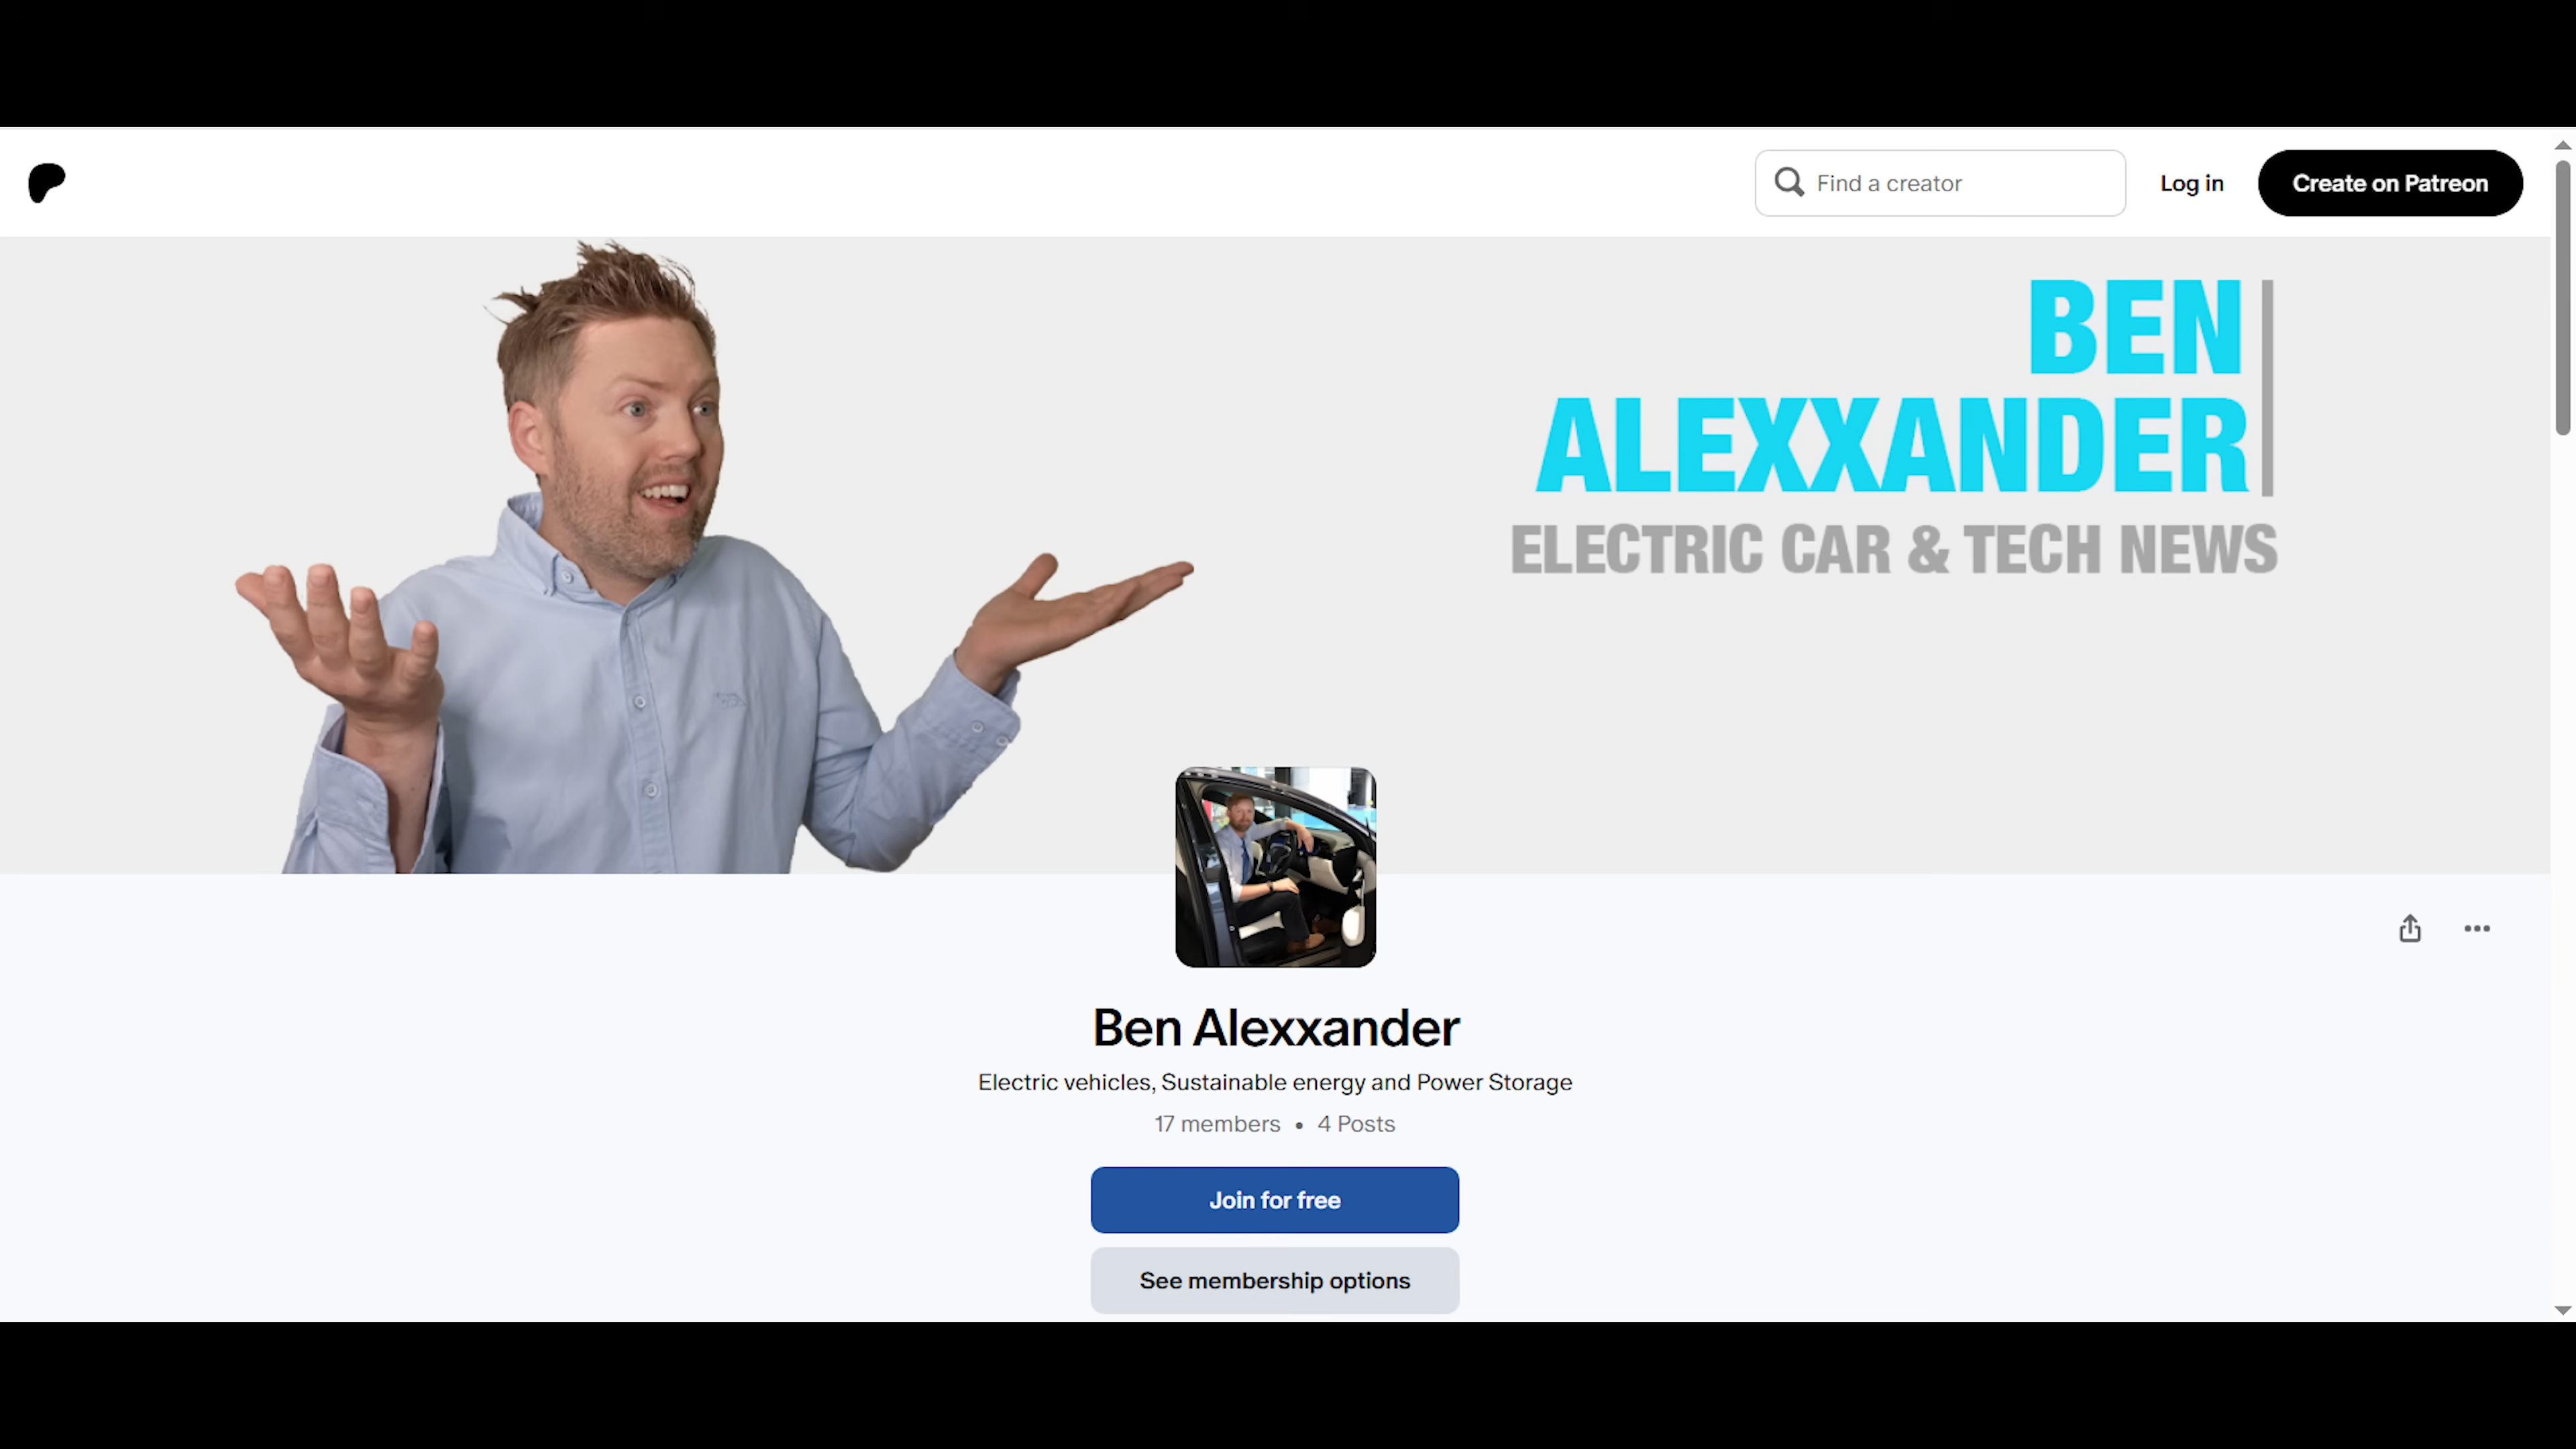 Find a creator
Log in
Create on Patreon
BEN
ALEXXANDER
ELECTRIC CAR & TECH NEWS
Ben Alexxander
Electric vehicles, Sustainable energy and Power Storage
17 members • 4 Posts
Join for free
See membership options